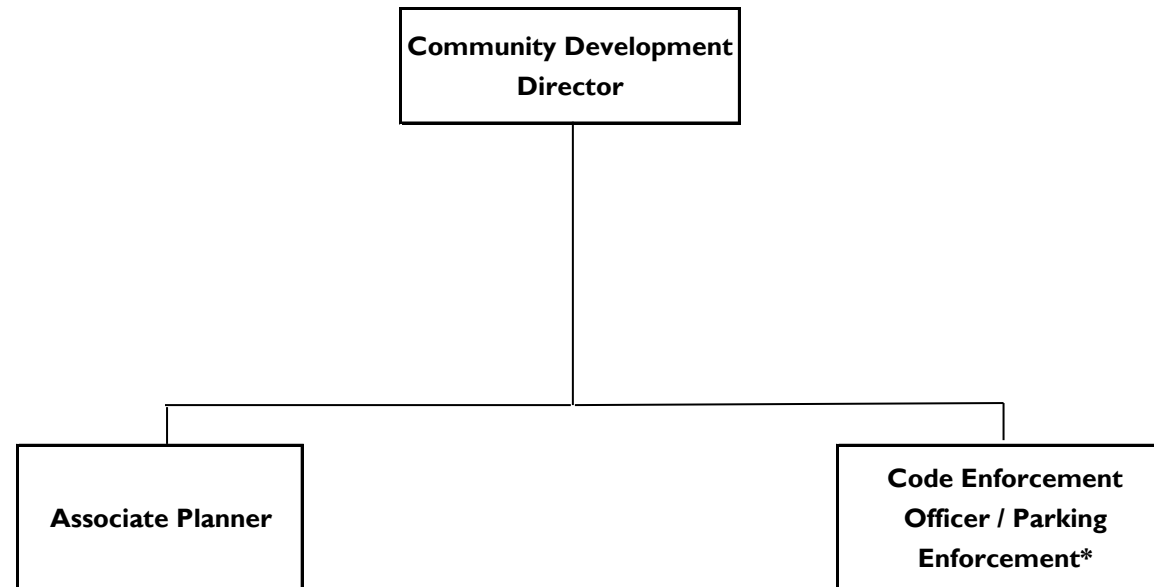 Community Development
Director
Associate Planner
Code Enforcement
Officer / Parking
Enforcement*